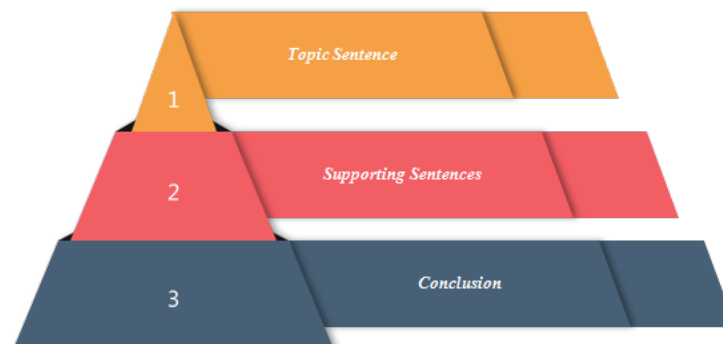 1
Topic Sentence
2
Supporting Sentences
3
Conclusion